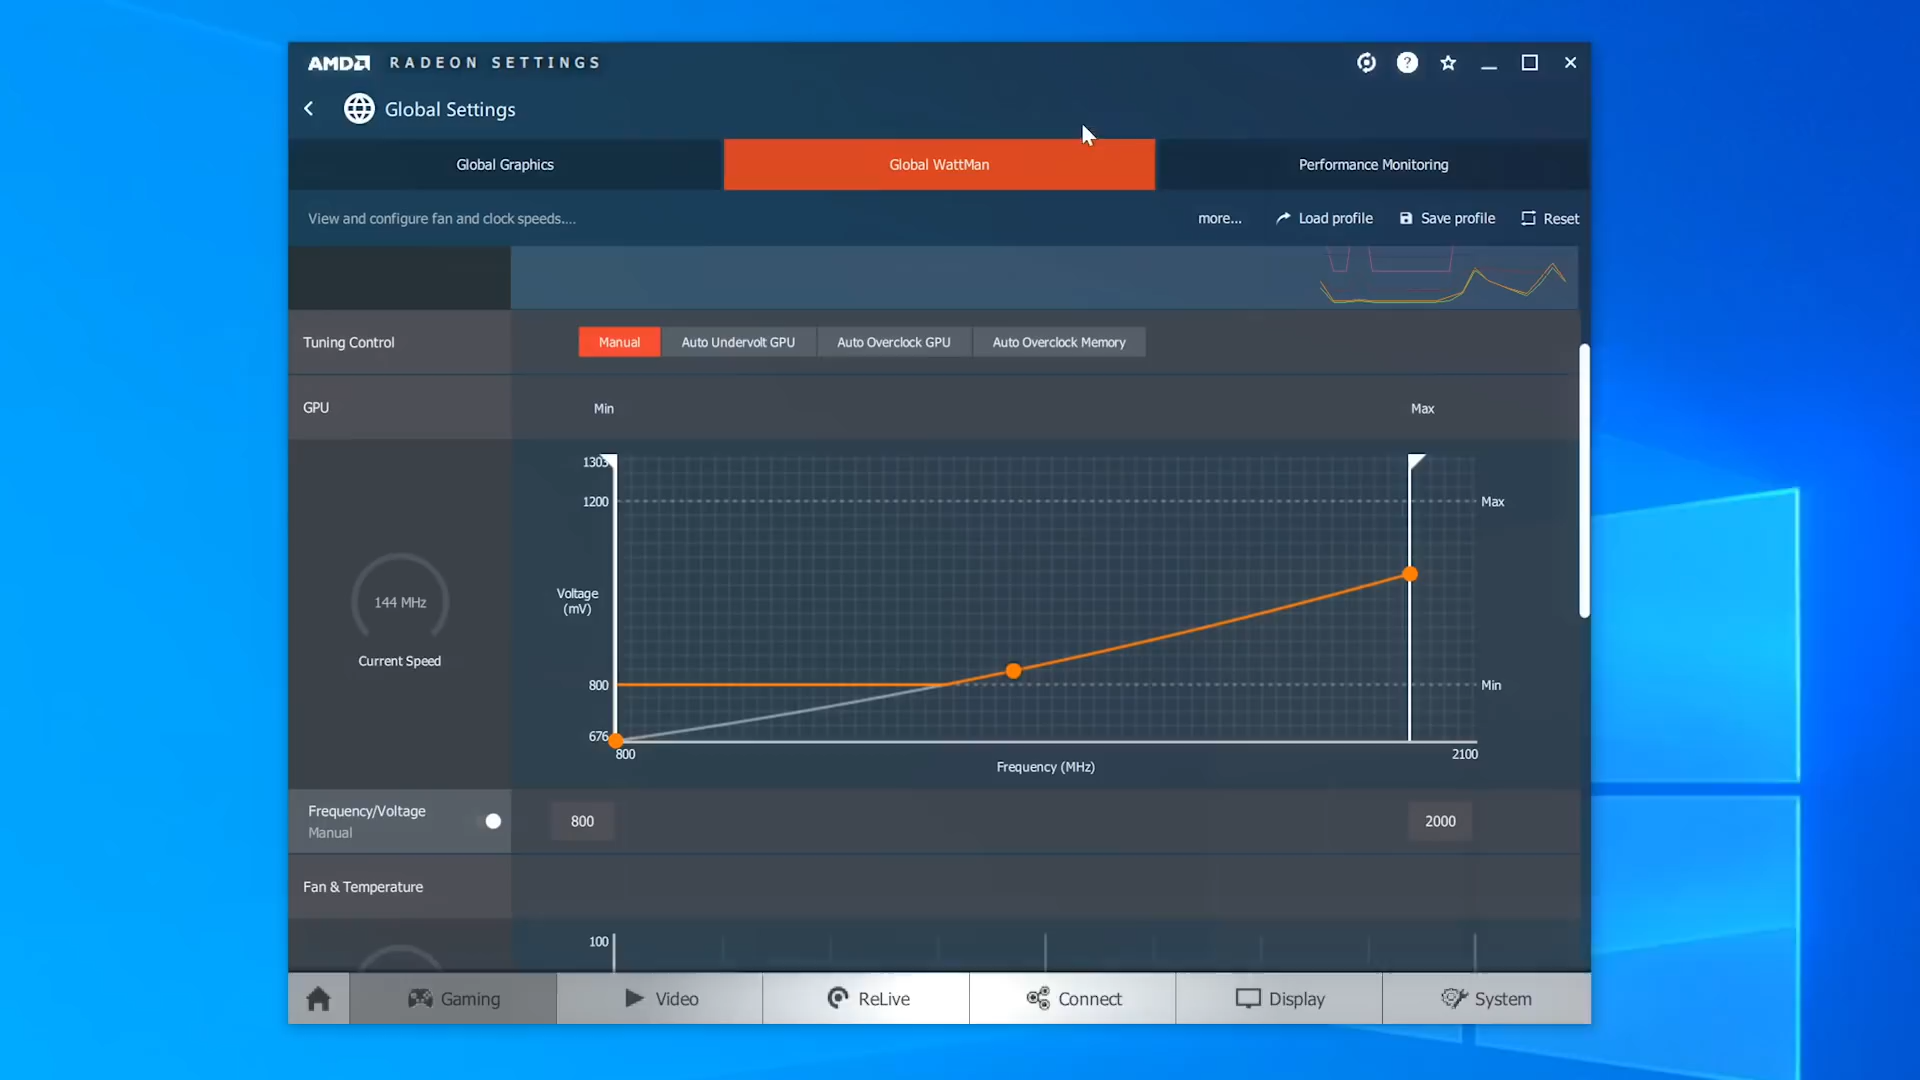 AMD RADEON SETTINGS
Global Settings
Global Graphics
Global WattMan
Performance Monitoring
View and configure fan and clock speeds....
more...
Load profile
Save profile
Reset
Tuning Control
Manual
Auto Undervolt GPU
Auto Overclock GPU
Auto Overclock Memory
GPU
Min
Max
1303
1200
Max
Voltage
(mV)
144 MHz
Current Speed
800
Min
676
800
2100
Frequency (MHz)
Frequency/Voltage
Manual
800
2000
Fan & Temperature
100
Gaming
Video
ReLive
Connect
Display
System